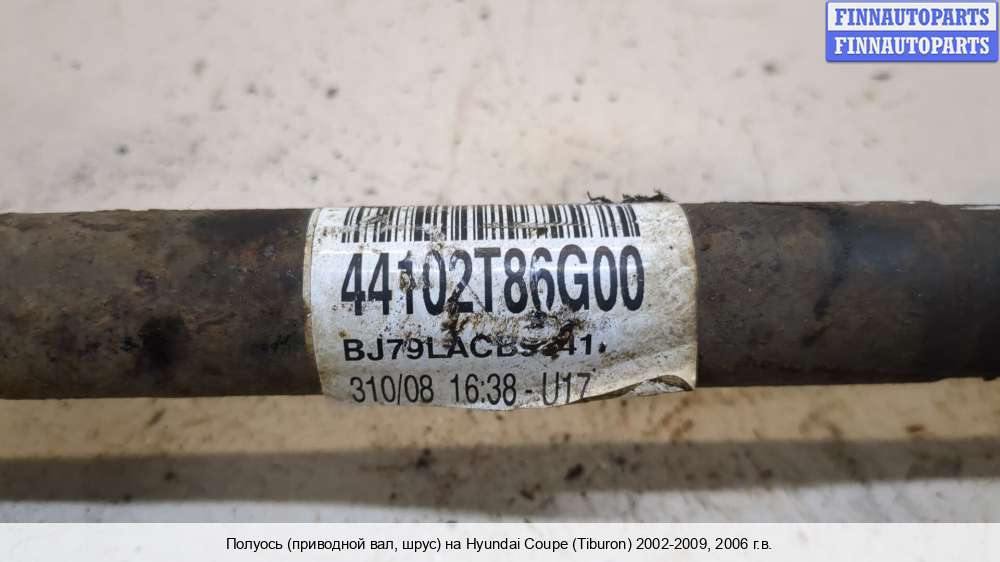 FINNAUTOPARTS
FINNAUTOPARTS
44102T86G00
310/08 16:38 - U17
Полуось (приводной вал, шрус) на Hyundai Coupe (Tiburon) 2002-2009, 2006 г.в.